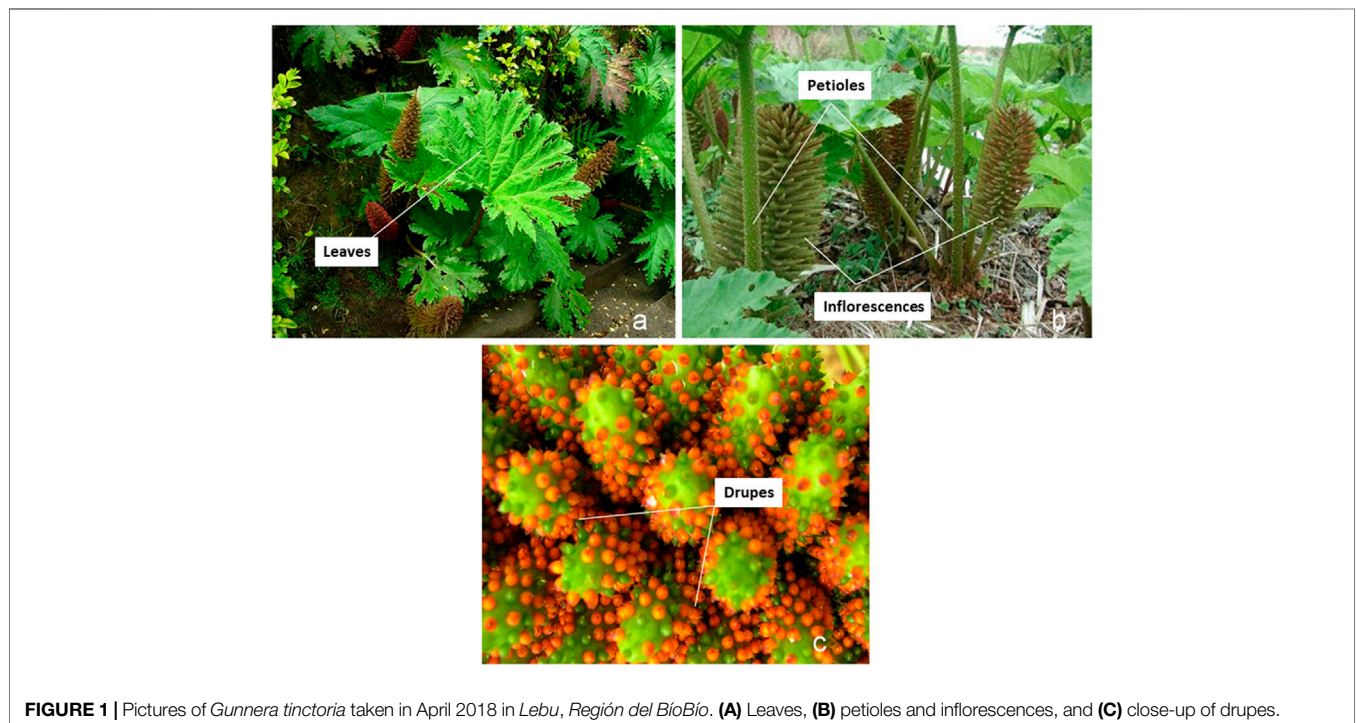 Leaves
a
Petioles
Inflorescences
b
Drupes
c
FIGURE 1 | Pictures of Gunnera tinctoria taken in April 2018 in Lebu, Región del BíoBío. (A) Leaves, (B) petioles and inflorescences, and (C) close-up of drupes.